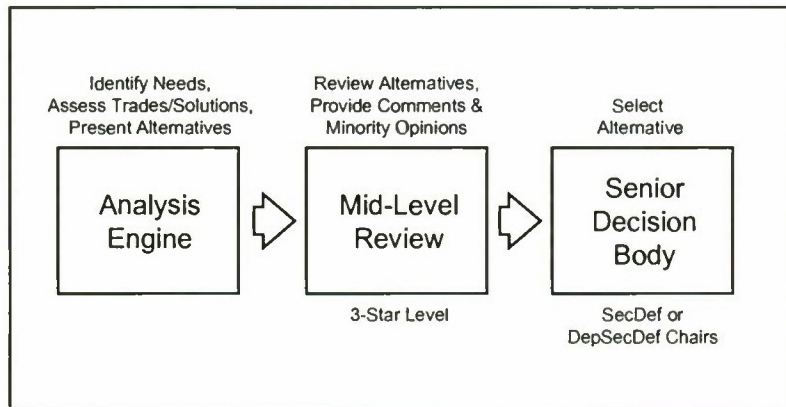 Identify Needs,
Assess Trades/Solutions,
Present Alternatives
Analysis
Engine
Review Alternatives,
Provide Comments &
Minority Opinions
Mid-Level
Review
3-Star Level
Select
Alternative
Senior
Decision
Body
SecDef or
DepSecDef Chairs